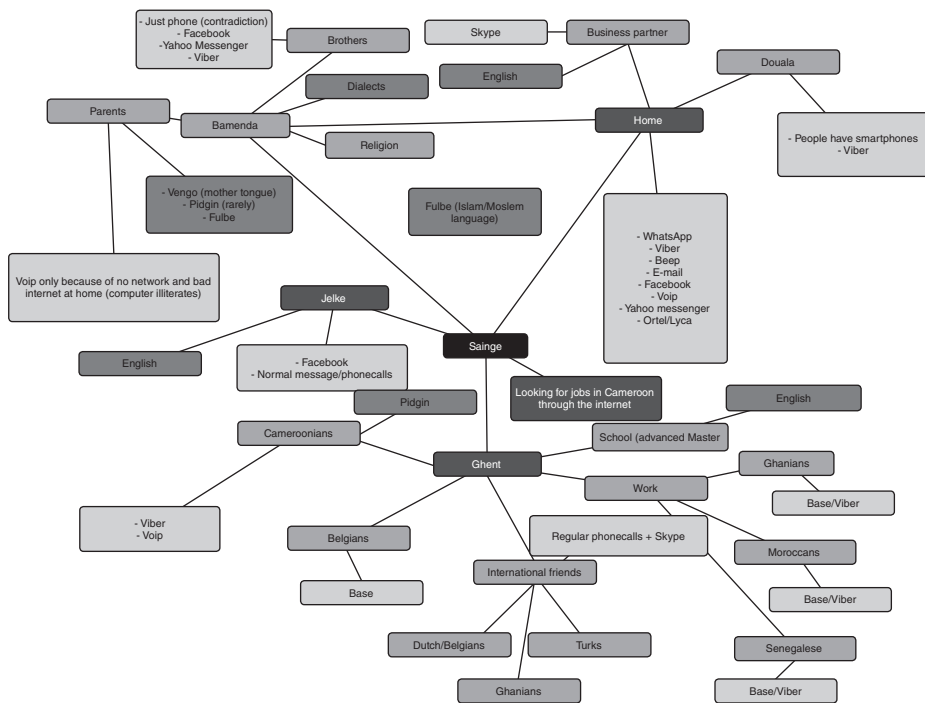 - Just phone (contradiction)
- Facebook
-Yahoo Messenger
- Viber
Brothers
Skype
Business partner
Douala
English
Dialects
Parents
Bamenda
Home
Religion
- People have smartphones
- Viber
- Vengo (mother tongue)
- Pidgin (rarely)
- Fulbe
Fulbe (Islam/Moslem
language)
- WhatsApp
- Viber
- Beep
- E-mail
- Facebook
- Voip
- Yahoo messenger
- Ortel/Lyca
Voip only because of no network and bad
internet at home (computer illiterates)
Jelke
Sainge
English
- Facebook
- Normal message/phonecalls
Looking for jobs in Cameroon
through the internet
Pidgin
English
Cameroonians
School (advanced Master
Ghent
Ghanians
Work
Base/Viber
- Viber
- Voip
Belgians
Regular phonecalls + Skype
Moroccans
International friends
Base
Base/Viber
Dutch/Belgians
Turks
Senegalese
Ghanians
Base/Viber